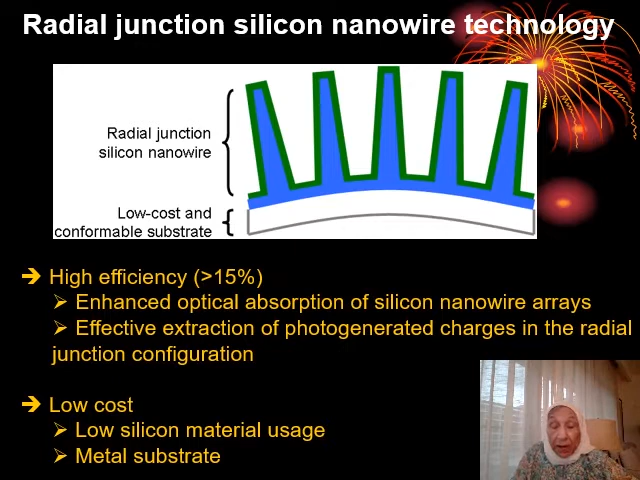 Radial junction silicon nanowire technology
Radial junction
silicon nanowire
Low-cost and
conformable substrate
➔ High efficiency (>15%)
➢ Enhanced optical absorption of silicon nanowire arrays
➢ Effective extraction of photogenerated charges in the radial
junction configuration
➔ Low cost
➢ Low silicon material usage
➢ Metal substrate